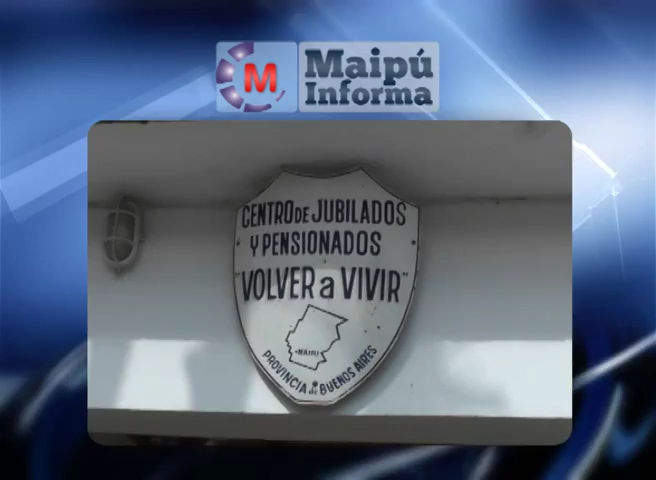 M
Maipú
Informa
CENTRO DE JUBILADOS
Y PENSIONADOS
"VOLVER a VIVIR"
MAIPU
PROVINCIA de BUENOS AIRES